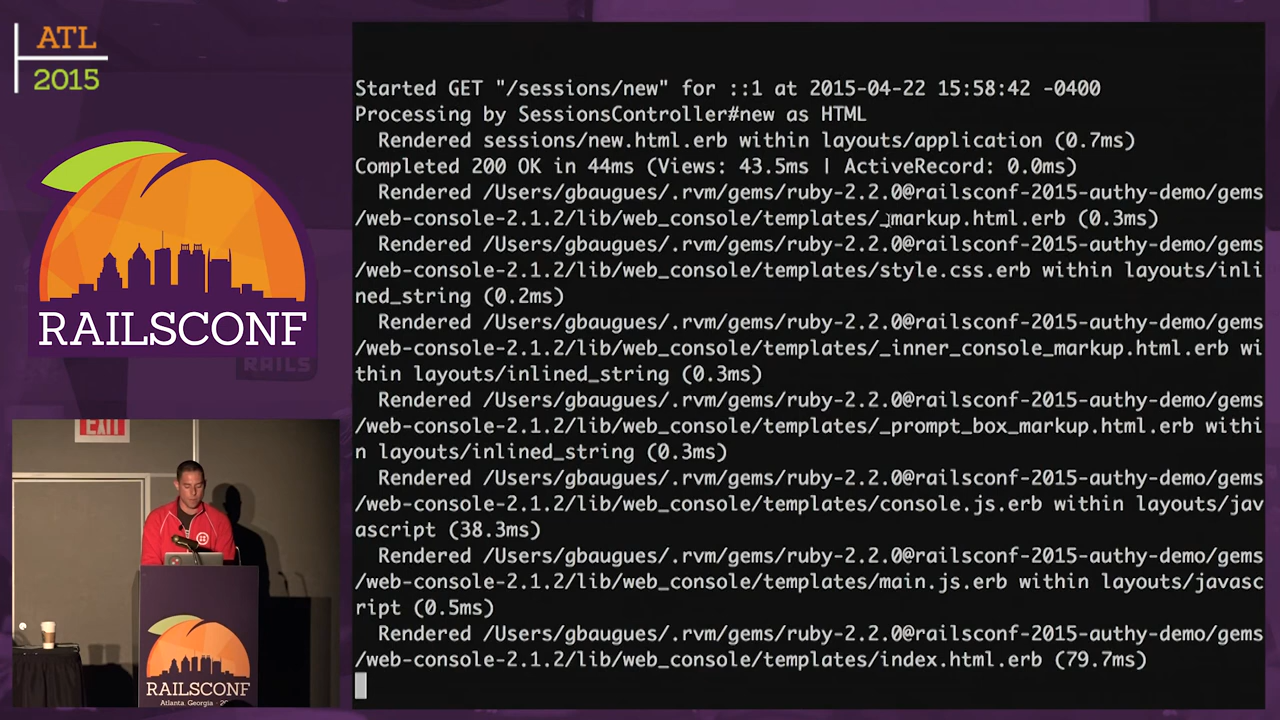 ATL
2015
RAILSCONF
RAILS
EXIT
RAILSCONF
Atlanta, Georgia
Started GET "/sessions/new" for ::1 at 2015-04-22 15:58:42 -0400
Processing by SessionsController#new as HTML
Rendered sessions/new.html.erb within layouts/application (0.7ms)
Completed 200 OK in 44ms (Views: 43.5ms | ActiveRecord: 0.0ms)
Rendered /Users/gbaugues/.rvm/gems/ruby-2.2.0@railsconf-2015-authy-demo/gems
/web-console-2.1.2/lib/web_console/templates/_markup.html.erb (0.3ms)
Rendered /Users/gbaugues/.rvm/gems/ruby-2.2.0@railsconf-2015-authy-demo/gems
/web-console-2.1.2/lib/web_console/templates/style.css.erb within layouts/inli
ned_string (0.2ms)
Rendered /Users/gbaugues/.rvm/gems/ruby-2.2.0@railsconf-2015-authy-demo/gems
/web-console-2.1.2/lib/web_console/templates/_inner_console_markup.html.erb wi
thin layouts/inlined_string (0.3ms)
Rendered /Users/gbaugues/.rvm/gems/ruby-2.2.0@railsconf-2015-authy-demo/gems
/web-console-2.1.2/lib/web_console/templates/_prompt_box_markup.html.erb withi
n layouts/inlined_string (0.3ms)
Rendered /Users/gbaugues/.rvm/gems/ruby-2.2.0@railsconf-2015-authy-demo/gems
/web-console-2.1.2/lib/web_console/templates/console.js.erb within layouts/jav
ascript (38.3ms)
Rendered /Users/gbaugues/.rvm/gems/ruby-2.2.0@railsconf-2015-authy-demo/gems
/web-console-2.1.2/lib/web_console/templates/main.js.erb within layouts/javasc
ript (0.5ms)
Rendered /Users/gbaugues/.rvm/gems/ruby-2.2.0@railsconf-2015-authy-demo/gems
/web-console-2.1.2/lib/web_console/templates/index.html.erb (79.7ms)